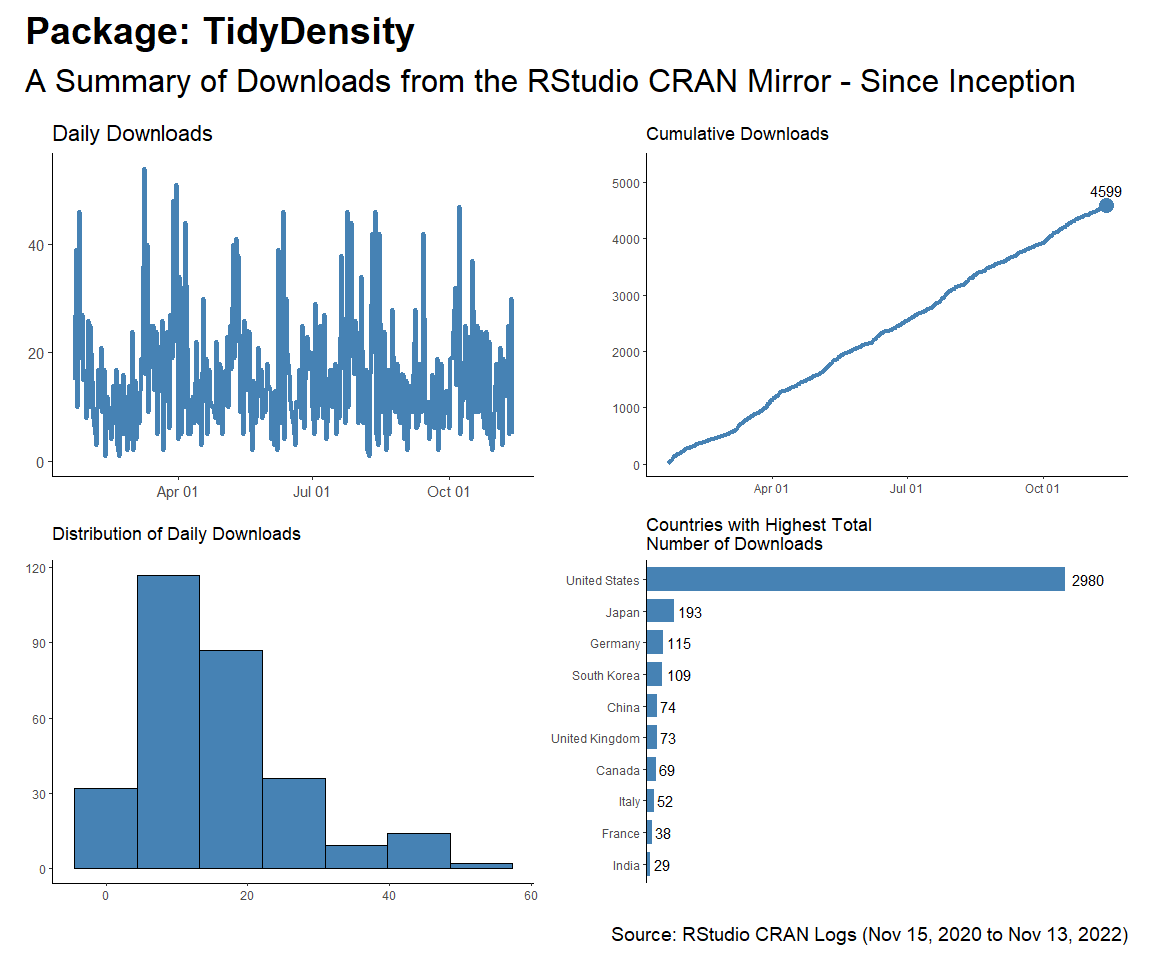 Package: TidyDensity
A Summary of Downloads from the RStudio CRAN Mirror - Since Inception
Daily Downloads
40
20
0
Apr 01
Jul 01
Oct 01
Cumulative Downloads
5000
4000
3000
2000
1000
0
4599
Apr 01
Jul 01
Oct 01
Distribution of Daily Downloads
120
90
60
30
0
0
20
40
60
Countries with Highest Total
Number of Downloads
United States 2980
Japan 193
Germany 115
South Korea 109
China 74
United Kingdom 73
Canada 69
Italy 52
France 38
India 29
Source: RStudio CRAN Logs (Nov 15, 2020 to Nov 13, 2022)